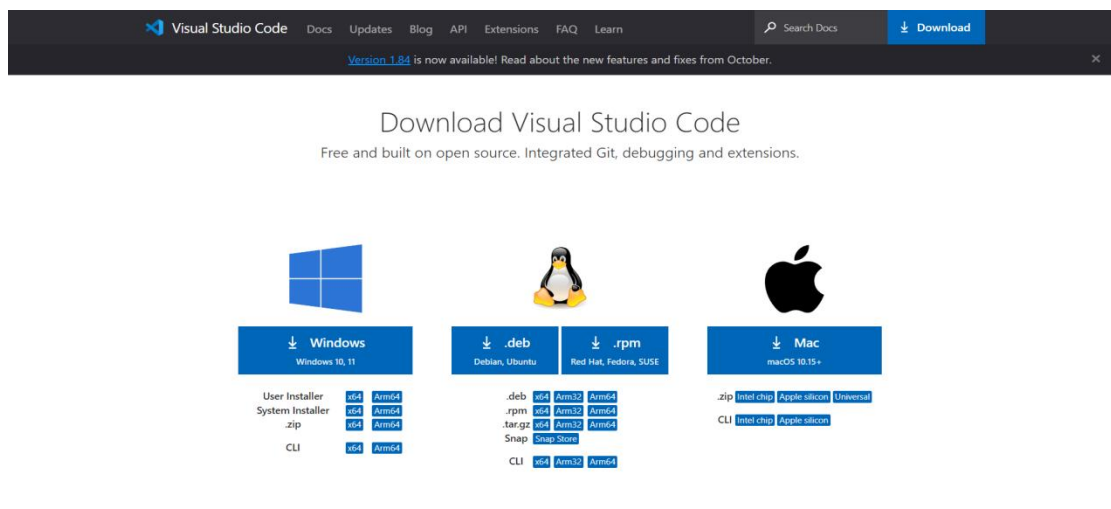 Visual Studio Code Docs Updates Blog API Extensions FAQ Learn Search Docs Download
Version 1.84 is now available! Read about the new features and fixes from October.
Download Visual Studio Code
Free and built on open source. Integrated Git, debugging and extensions.
Windows
Windows 10, 11
User Installer x64 Arm64
System Installer x64 Arm64
.zip x64 Arm64
CLI x64 Arm64
.deb
Debian, Ubuntu
.rpm
Red Hat, Fedora, SUSE
.deb x64 Arm32 Arm64
.rpm x64 Arm32 Arm64
.tar.gz x64 Arm32 Arm64
Snap Snap Store
CLI x64 Arm32 Arm64
Mac
macOS 10.15+
.zip Intel chip Apple silicon Universal
CLI Intel chip Apple silicon